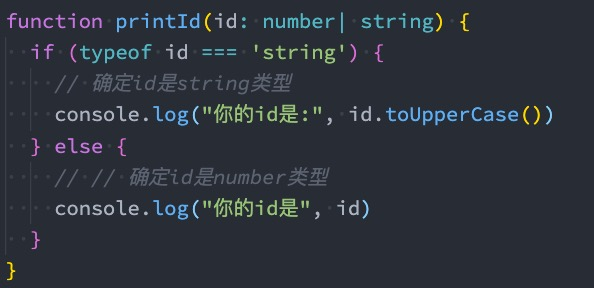 function printId(id: number| string) {
  if (typeof id === 'string') {
    // 确定id是string类型
    console.log("你的id是:", id.toUpperCase())
  } else {
    // // 确定id是number类型
    console.log("你的id是", id)
  }
}